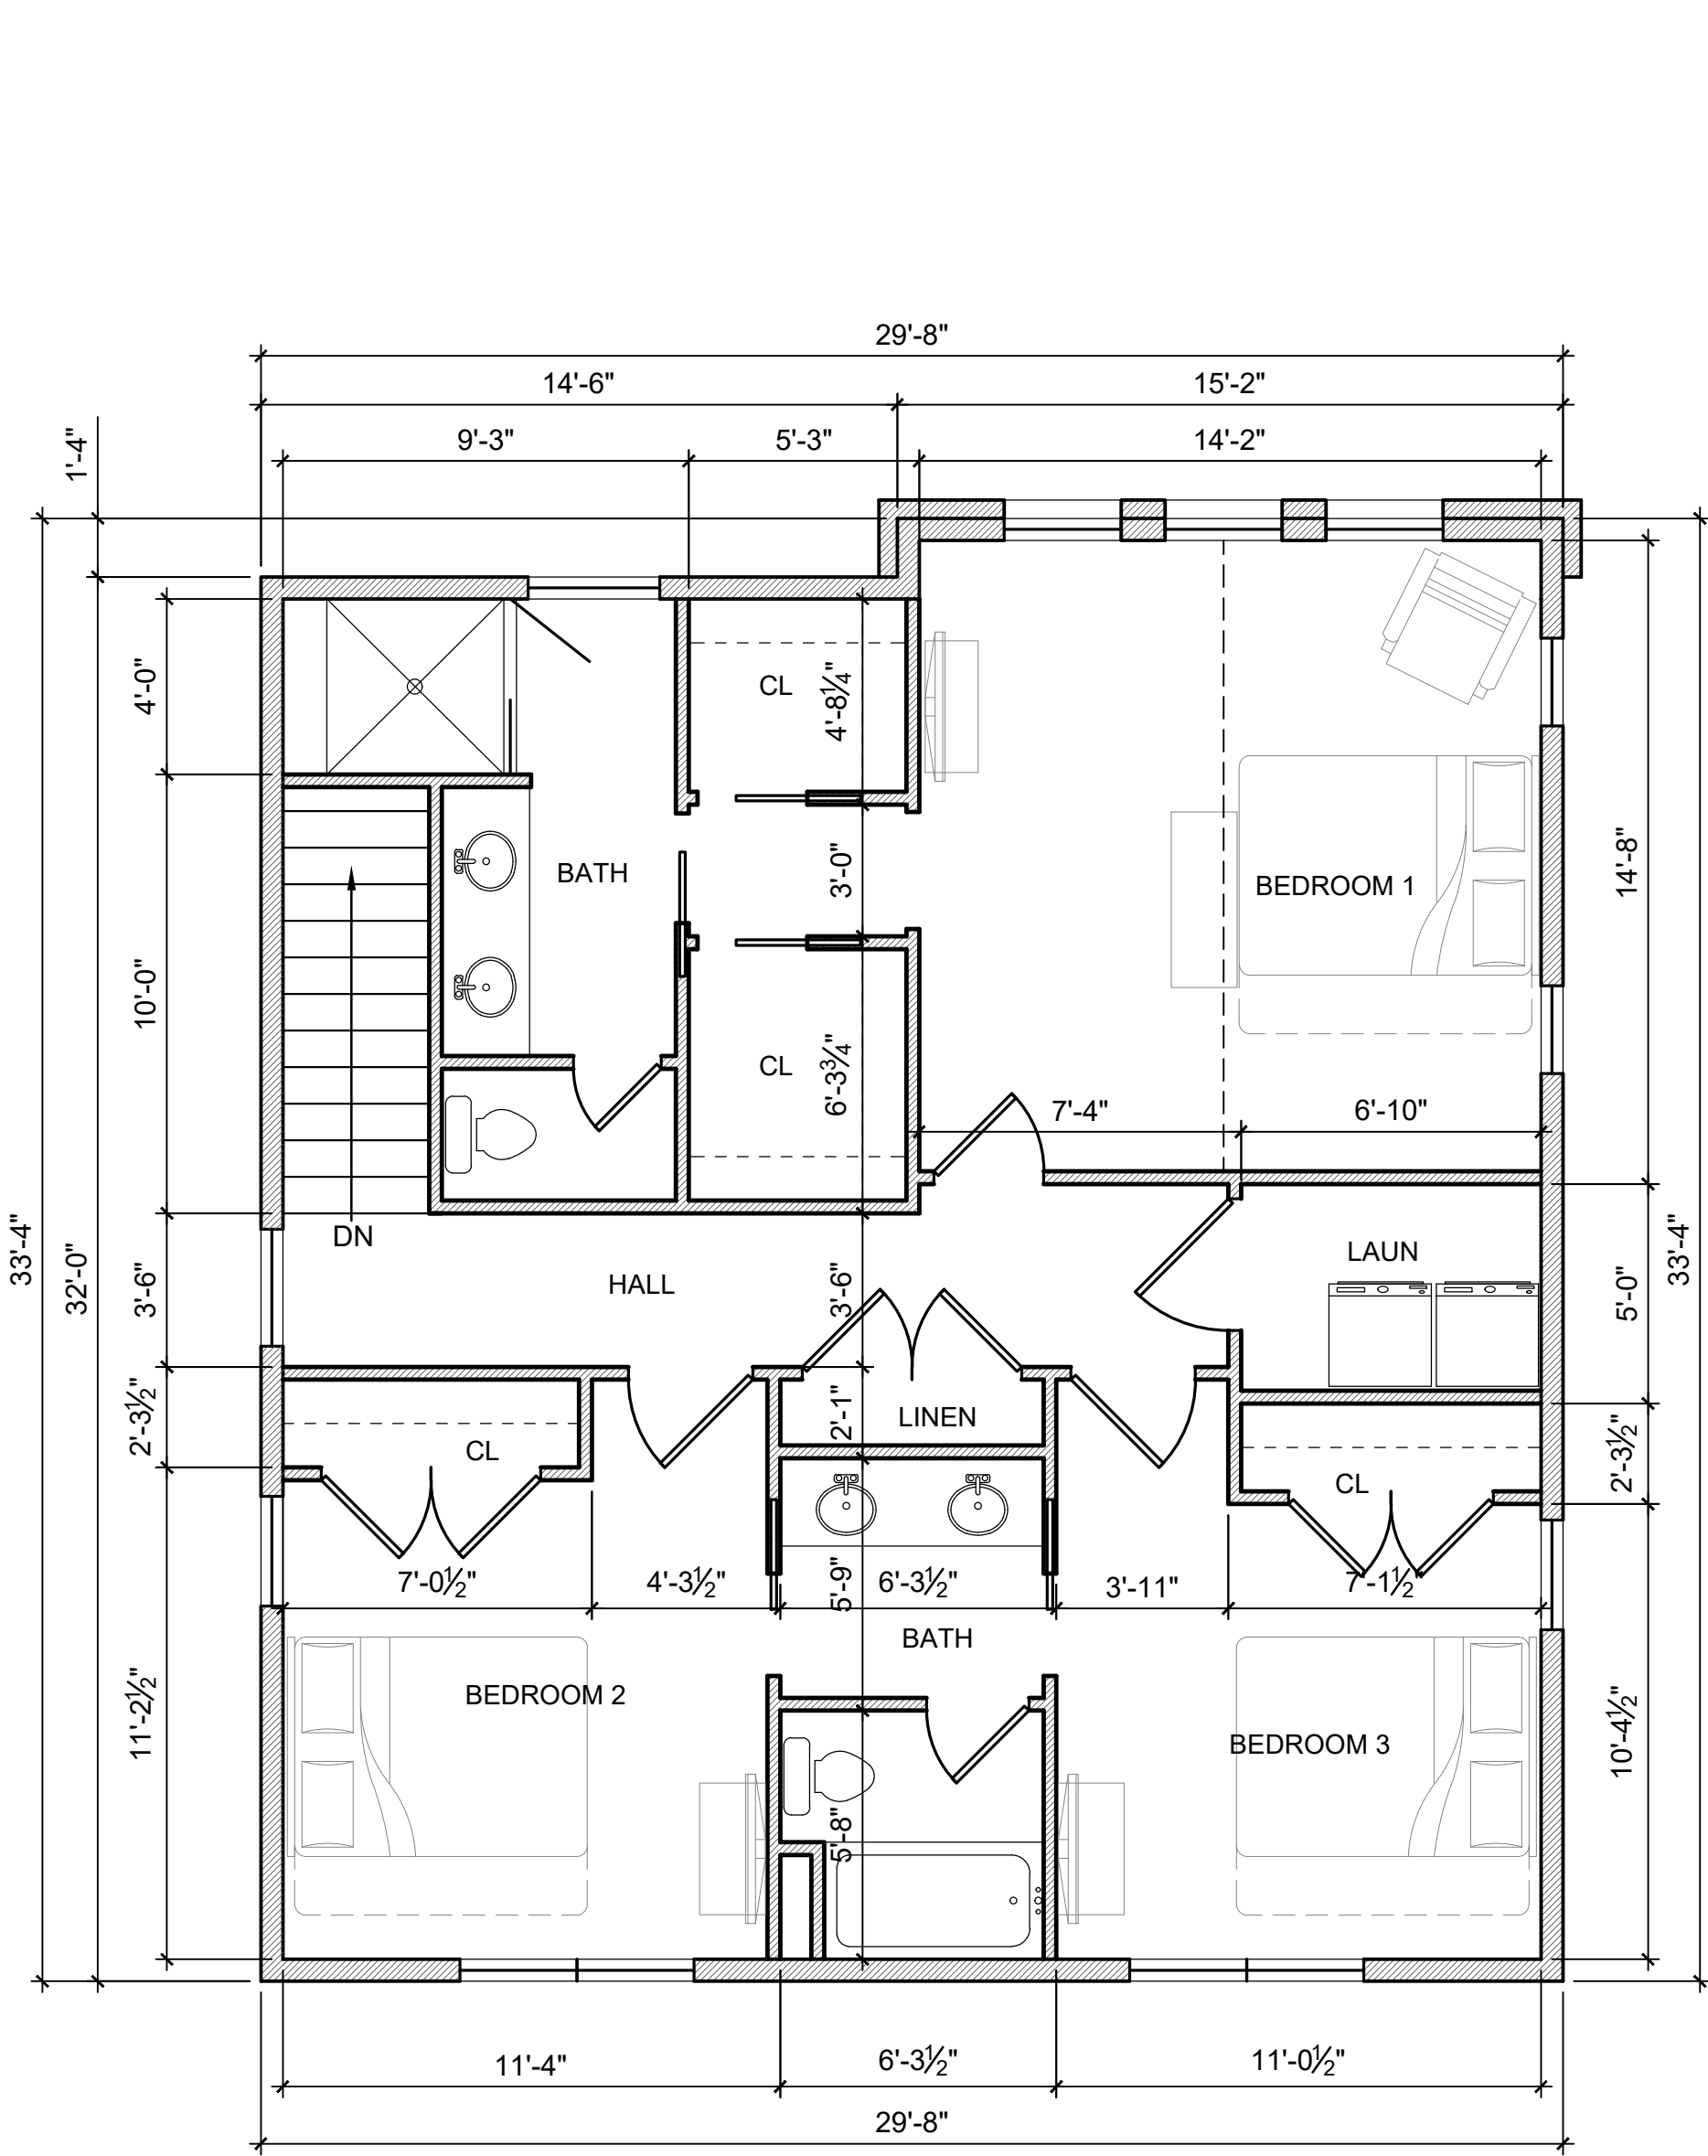 29'-8"
14'-6"
15'-2"
9'-3"
5'-3"
14'-2"
1'-4"
4'-0"
CL
4'-8¼"
BATH
3'-0"
BEDROOM 1
14'-8"
10'-0"
CL
6'-3¾"
7'-4"
6'-10"
DN
LAUN
33'-4"
32'-0"
3'-6"
HALL
3'-6"
5'-0"
33'-4"
2'-3½"
CL
2'-1"
LINEN
CL
2'-3½"
7'-0½"
4'-3½"
5'-9"
6'-3½"
3'-11"
7'-1½"
BATH
BEDROOM 2
11'-2½"
BEDROOM 3
10'-4½"
5'-8"
11'-4"
6'-3½"
11'-0½"
29'-8"